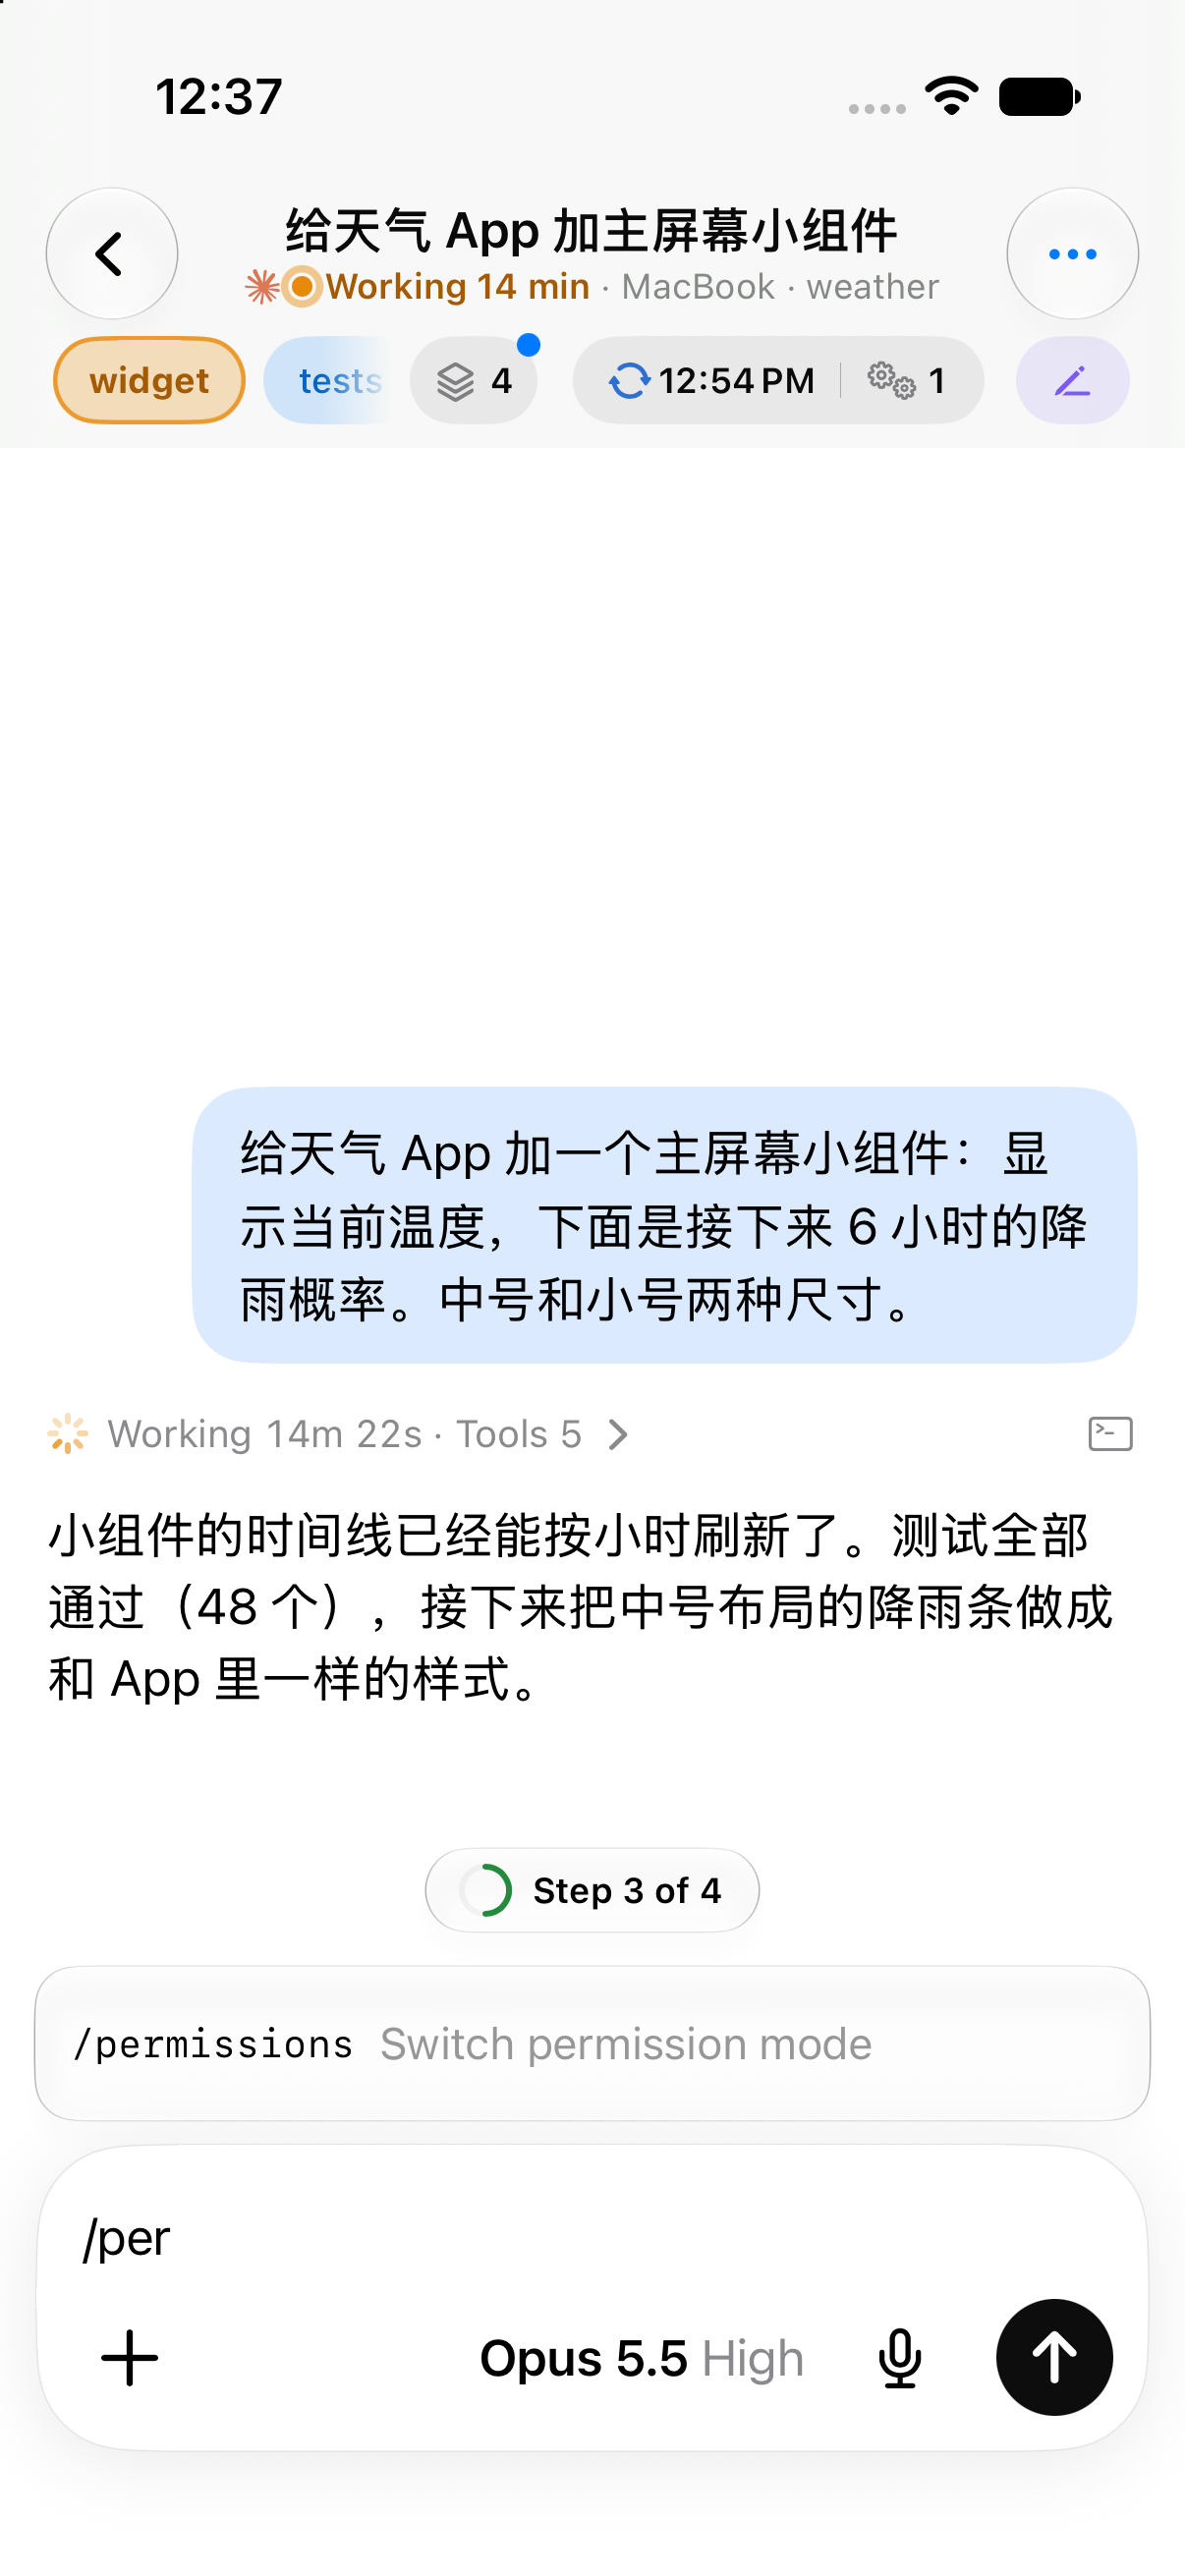 12:37
给天气 App 加主屏幕小组件
Working 14 min · MacBook · weather
widget
tests
4
12:54 PM
1
给天气 App 加一个主屏幕小组件：显
示当前温度，下面是接下来 6 小时的降
雨概率。中号和小号两种尺寸。
Working 14m 22s · Tools 5
小组件的时间线已经能按小时刷新了。测试全部
通过（48 个），接下来把中号布局的降雨条做成
和 App 里一样的样式。
Step 3 of 4
/permissions Switch permission mode
/per
Opus 5.5 High